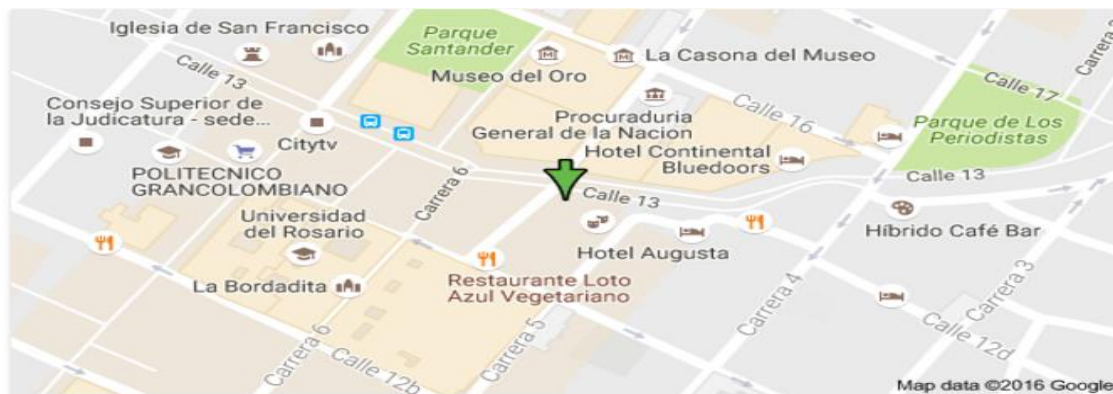 Iglesia de San Francisco
Calle 13
Parque
Santander
Museo del Oro
La Casona del Museo
Carrera
Carrera
Calle 17
Consejo Superior de
la Judicatura - sede...
Citytv
POLITECNICO
GRANCOLOMBIANO
Procuraduria
General de la Nacion
Calle 16
Parque de Los
Periodistas
Hotel Continental
Bluedoors
Carrera 6
Calle 13
Calle 13
Universidad
del Rosario
Hotel Augusta
Híbrido Café Bar
La Bordadita
Restaurante Loto
Azul Vegetariano
Carrera 4
Carrera 3
Carrera 6
Calle 12b
Carrera 5
Calle 12d
Map data ©2016 Google